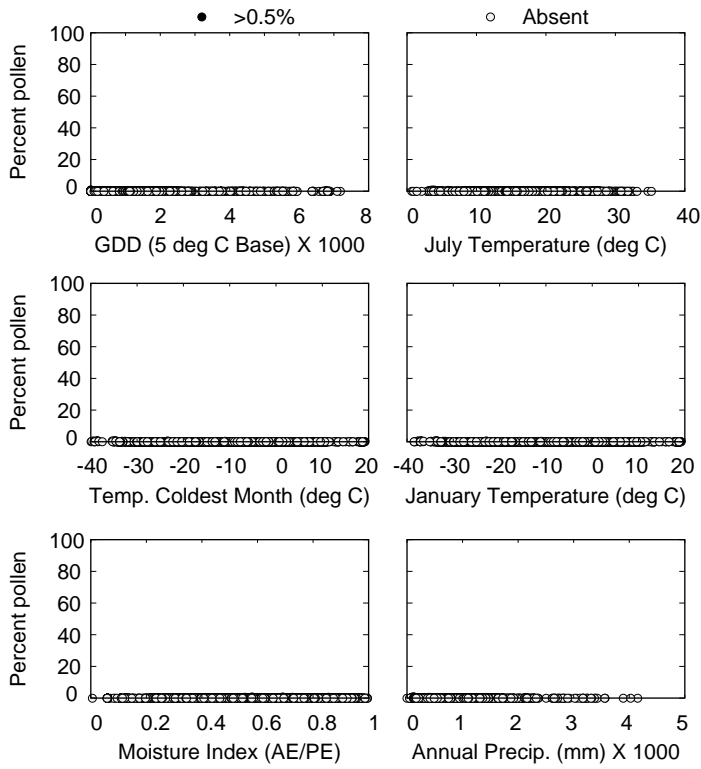 >0.5% Absent
Percent pollen
100
80
60
40
20
0
0 2 4 6 8
GDD (5 deg C Base) X 1000
0 10 20 30 40
July Temperature (deg C)
Percent pollen
100
80
60
40
20
0
-40 -30 -20 -10 0 10 20
Temp. Coldest Month (deg C)
-40 -30 -20 -10 0 10 20
January Temperature (deg C)
Percent pollen
100
80
60
40
20
0
0 0.2 0.4 0.6 0.8 1
Moisture Index (AE/PE)
0 1 2 3 4 5
Annual Precip. (mm) X 1000